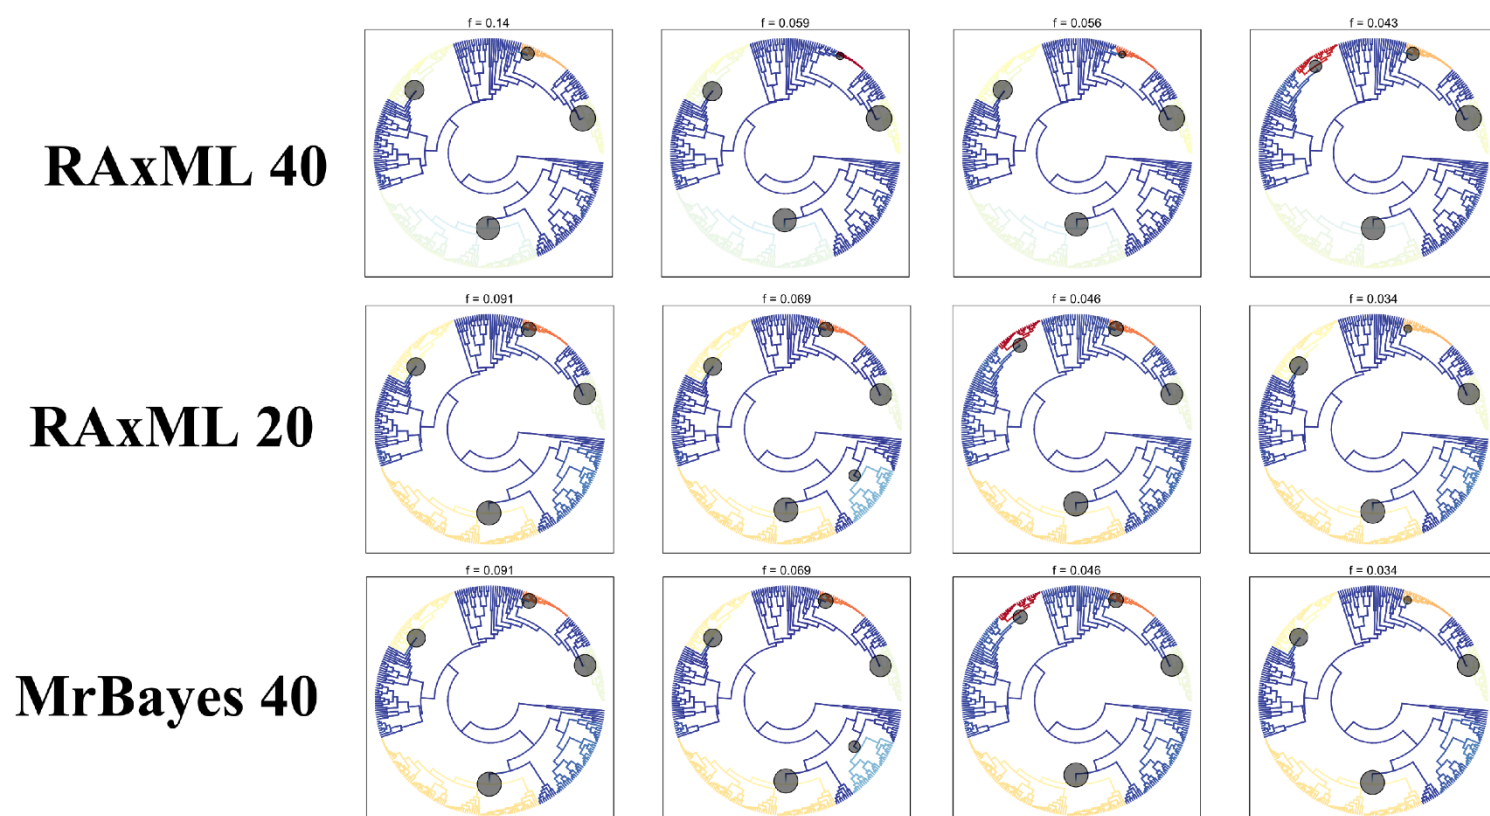 f = 0.14 f = 0.059 f = 0.056 f = 0.043
RAxML 40
f = 0.091 f = 0.069 f = 0.046 f = 0.034
RAxML 20
f = 0.091 f = 0.069 f = 0.046 f = 0.034
MrBayes 40